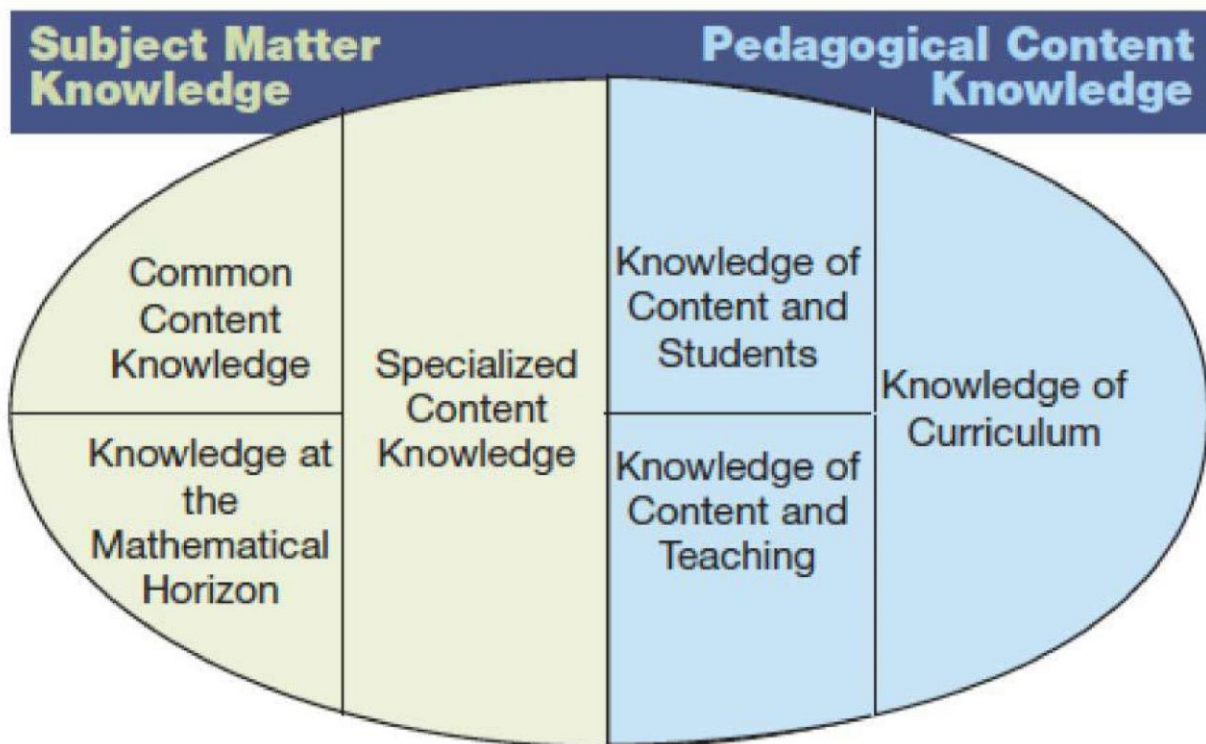 Subject Matter
Knowledge
Pedagogical Content
Knowledge
Common
Content
Knowledge
Knowledge at
the
Mathematical
Horizon
Specialized
Content
Knowledge
Knowledge of
Content and
Students
Knowledge of
Content and
Teaching
Knowledge of
Curriculum